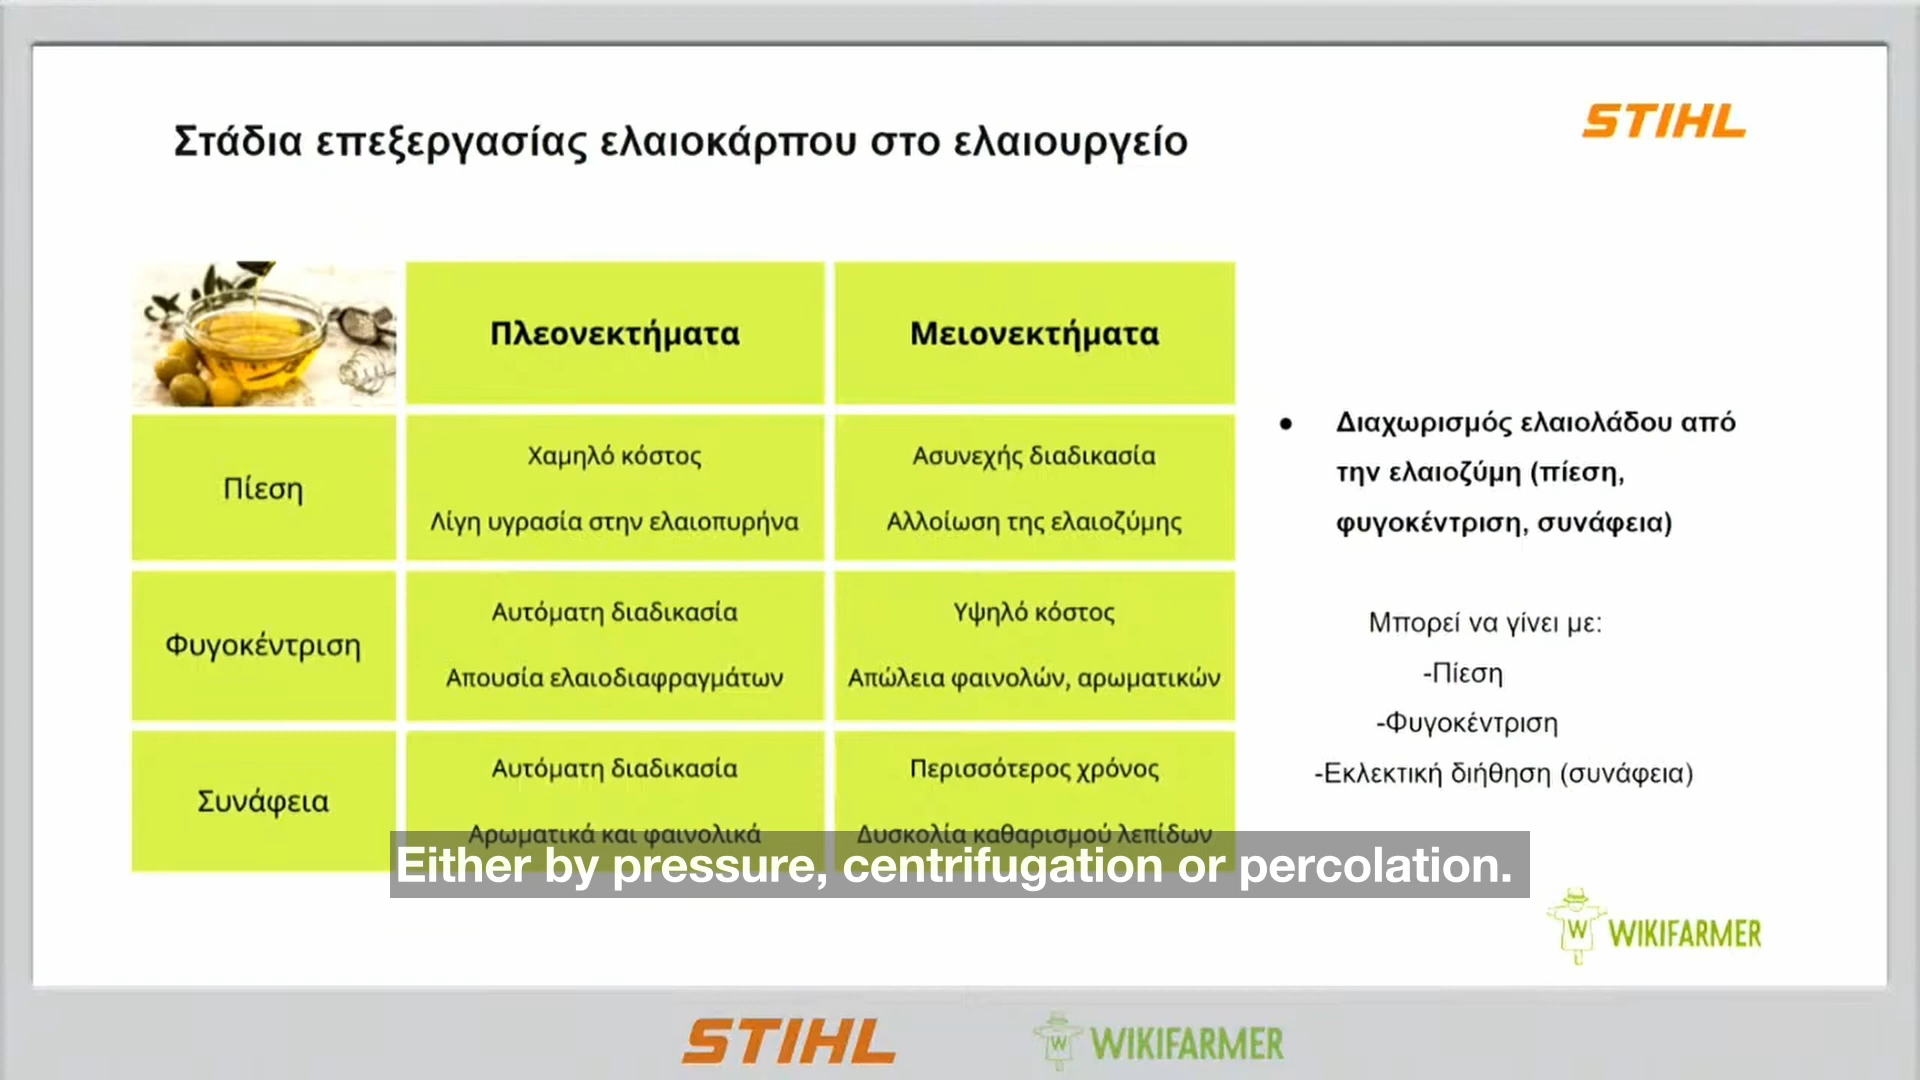 Στάδια επεξεργασίας ελαιοκάρπου στο ελαιουργείο
STIHL
Πλεονεκτήματα
Μειονεκτήματα
Πίεση
Χαμηλό κόστος
Λίγη υγρασία στην ελαιοπυρήνα
Ασυνεχής διαδικασία
Αλλοίωση της ελαιοζύμης
Φυγοκέντριση
Αυτόματη διαδικασία
Απουσία ελαιοδιαφραγμάτων
Υψηλό κόστος
Απώλεια φαινολών, αρωματικών
Συνάφεια
Αυτόματη διαδικασία
Αρωματικά και φαινολικά
Περισσότερος χρόνος
Δυσκολία καθαρισμού λεπίδων
• Διαχωρισμός ελαιολάδου από
την ελαιοζύμη (πίεση,
φυγοκέντριση, συνάφεια)
Μπορεί να γίνει με:
-Πίεση
-Φυγοκέντριση
-Εκλεκτική διήθηση (συνάφεια)
Either by pressure, centrifugation or percolation.
W WIKIFARMER
STIHL
W WIKIFARMER